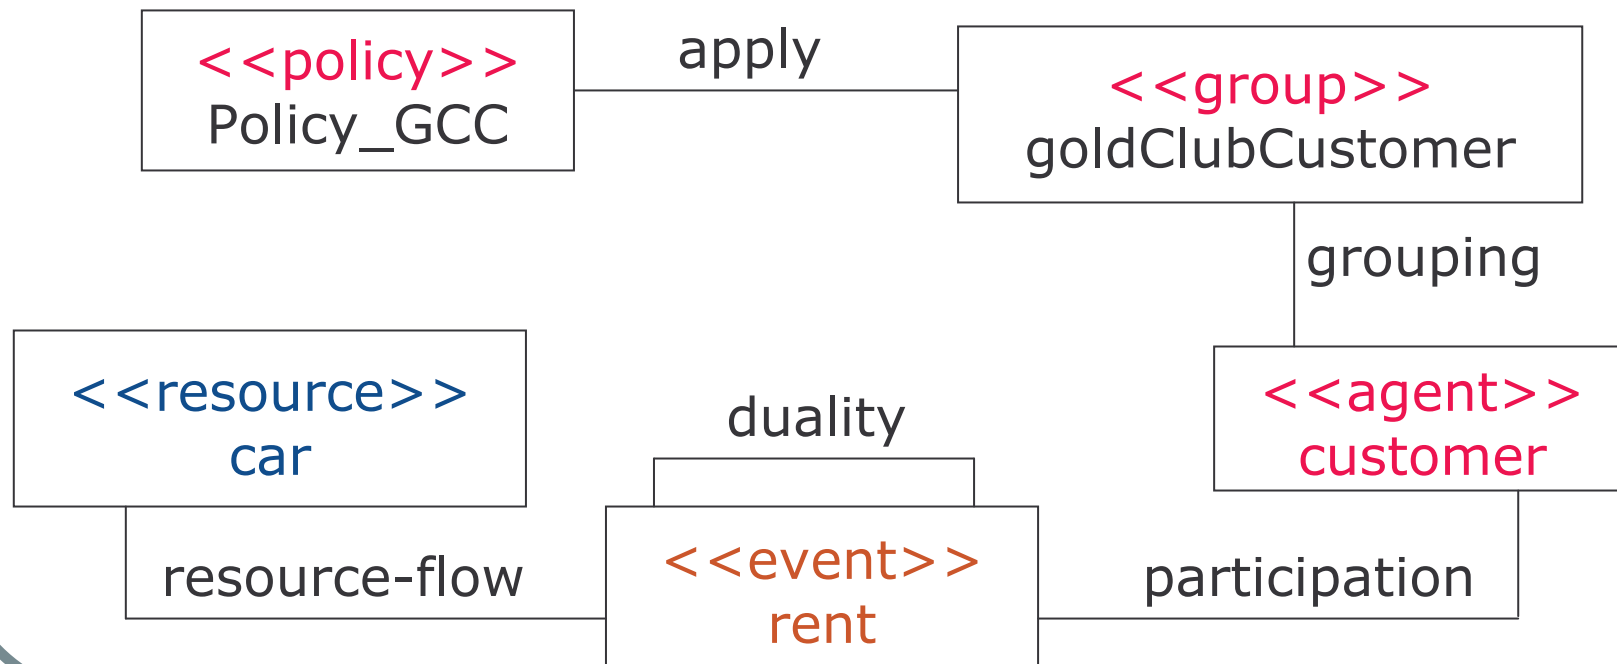 <<policy>>
Policy_GCC
apply
<<group>>
goldClubCustomer
grouping
<<resource>>
car
duality
<<agent>>
customer
resource-flow
<<event>>
rent
participation